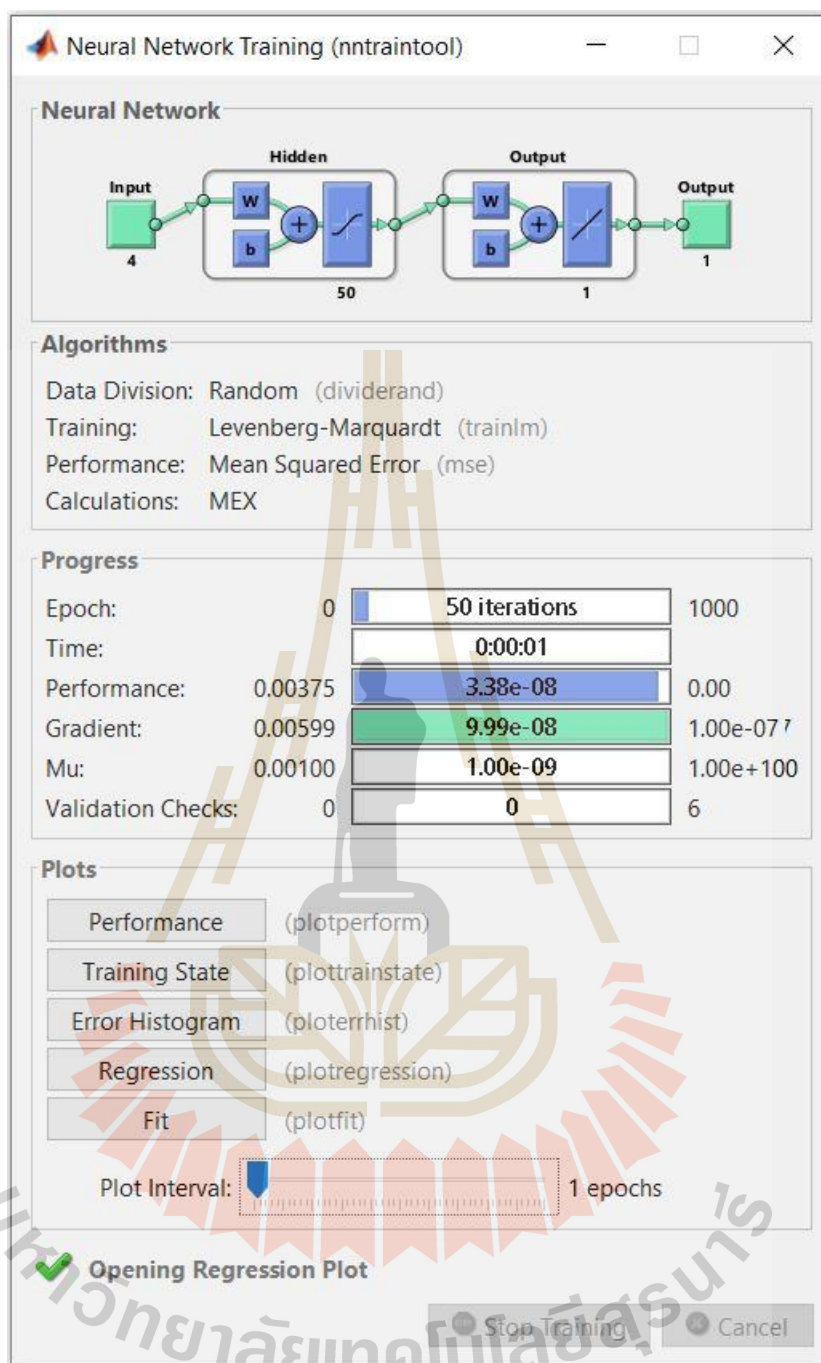 Neural Network Training (nntraintool)
Neural Network
Hidden
Output
Input
Output
W
W
b
b
4
50
1
1
Algorithms
Data Division: Random (dividerand)
Training: Levenberg-Marquardt (trainlm)
Performance: Mean Squared Error (mse)
Calculations: MEX
Progress
Epoch: 0 50 iterations 1000
Time: 0:00:01
Performance: 0.00375 3.38e-08 0.00
Gradient: 0.00599 9.99e-08 1.00e-07
Mu: 0.00100 1.00e-09 1.00e+100
Validation Checks: 0 0 6
Plots
Performance (plotperform)
Training State (plottrainstate)
Error Histogram (ploterrhist)
Regression (plotregression)
Fit (plotfit)
Plot Interval: 1 epochs
Opening Regression Plot
Stop Training Cancel